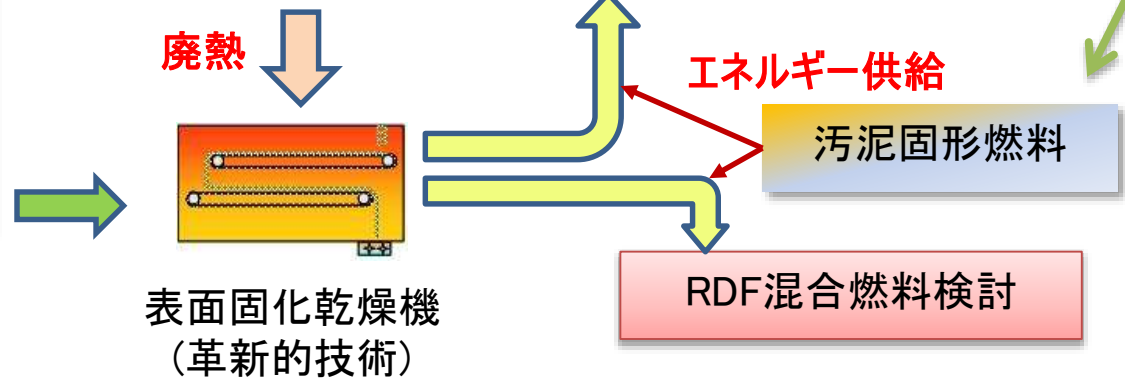 廃熱
エネルギー供給
汚泥固形燃料
RDF混合燃料検討
表面固化乾燥機
（革新的技術）